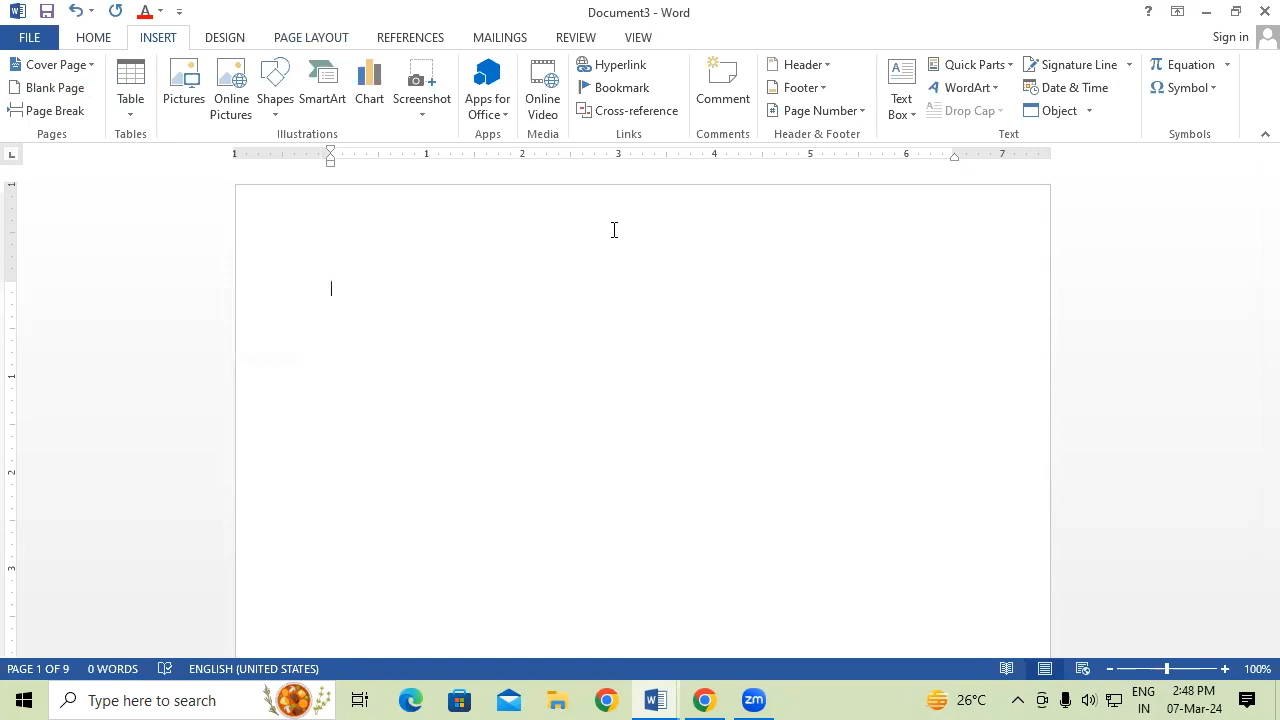 Document3 - Word
?
A
Sign in
FILE
HOME
INSERT
DESIGN
PAGE LAYOUT
REFERENCES
MAILINGS
REVIEW
VIEW
Cover Page
Blank Page
Page Break
Pages
Table
Tables
Pictures
Online
Pictures
Shapes
SmartArt
Chart
Screenshot
Illustrations
Apps for
Office
Apps
Online
Video
Media
Hyperlink
Bookmark
Cross-reference
Links
Comment
Comments
Header
Footer
Page Number
#
Header & Footer
A
Text
Box
Quick Parts
A WordArt
A Drop Cap
Signature Line
Date & Time
Object
Text
π Equation
Ω Symbol
Symbols
L
1 1 2 3 4 5 6 7
1
1
2
3
PAGE 1 OF 9
0 WORDS
ENGLISH (UNITED STATES)
100%
Type here to search
zm
26°C
ENG
IN
2:48 PM
07-Mar-24